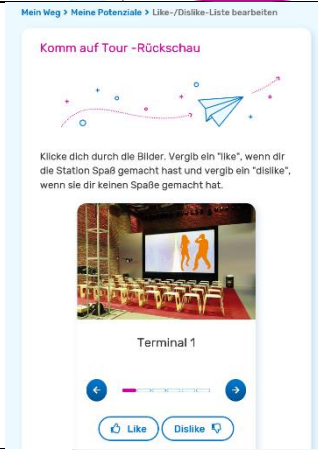 Mein Weg > Meine Potenziale > Like-/Dislike-Liste bearbeiten
Komm auf Tour -Rückschau
Klicke dich durch die Bilder. Vergib ein "like", wenn dir
die Station Spaß gemacht hast und vergib ein "dislike",
wenn sie dir keinen Spaße gemacht hat.
Terminal 1
Like
Dislike